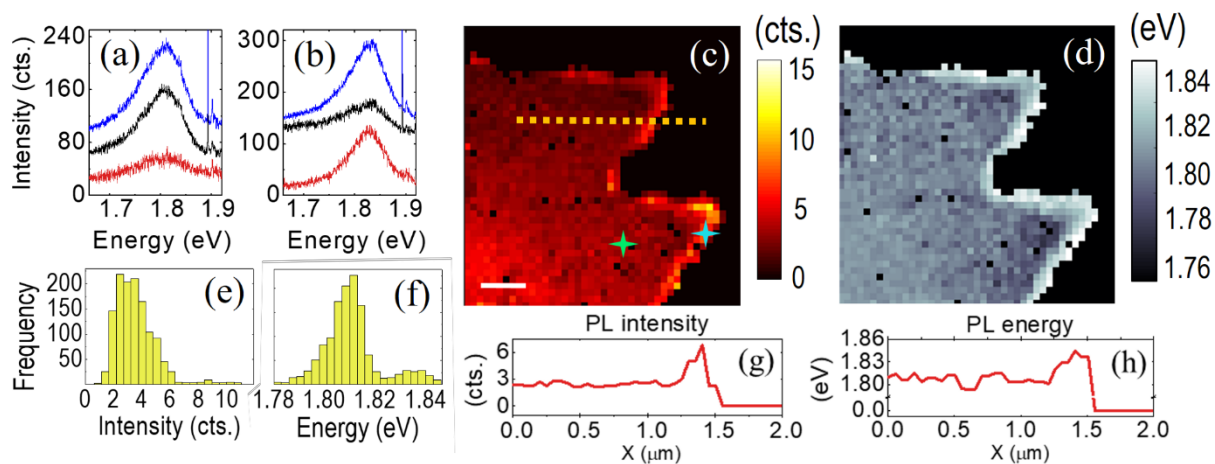 (a)
240
160
80
0
Intensity (cts.)
1.7 1.8 1.9
Energy (eV)
(b)
300
200
100
0
1.7 1.8 1.9
Energy (eV)
(c)
(cts.)
15
10
5
0
(d)
(eV)
1.84
1.82
1.80
1.78
1.76
(e)
200
150
100
50
Frequency
2 4 6 8 10
Intensity (cts.)
(f)
1.78 1.80 1.82 1.84
Energy (eV)
PL intensity
(g)
6
3
0
(cts.)
0.0 0.5 1.0 1.5 2.0
X (μm)
PL energy
(h)
1.86
1.83
1.80
0.0
(eV)
0.0 0.5 1.0 1.5 2.0
X (μm)